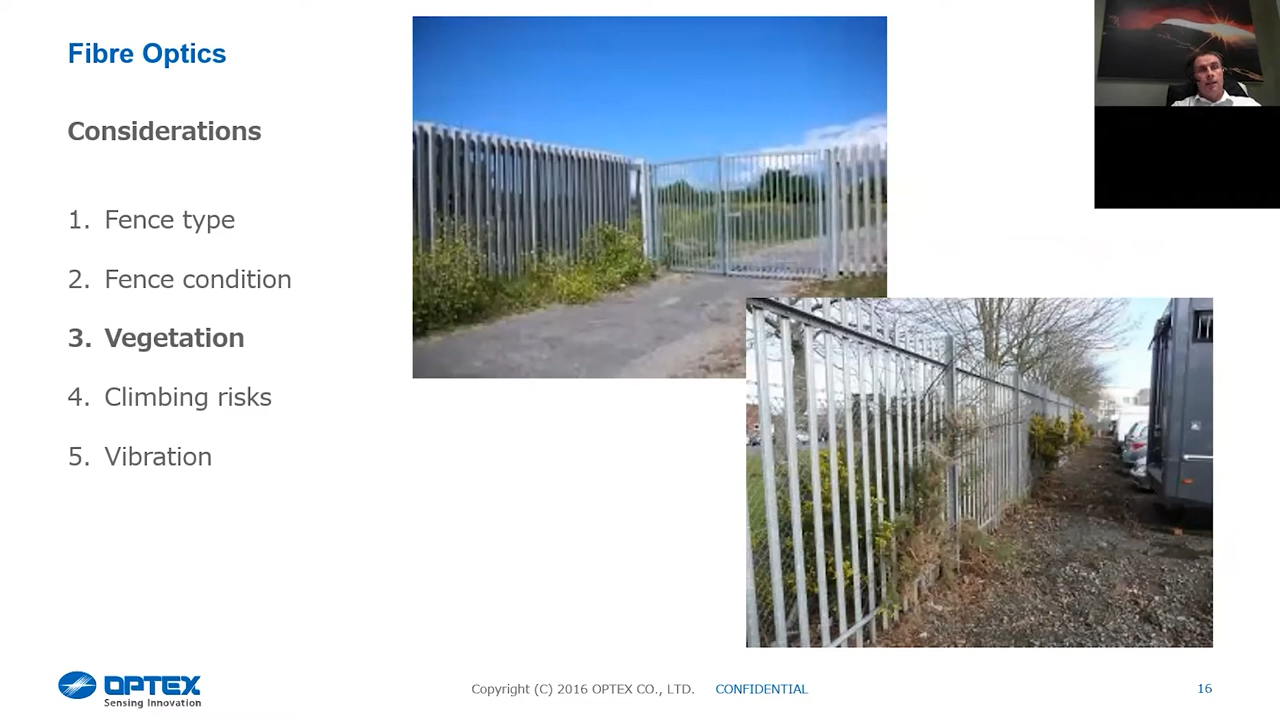 Fibre Optics
Considerations
1. Fence type
2. Fence condition
3. Vegetation
4. Climbing risks
5. Vibration
OPTEX
Sensing Innovation
Copyright (C) 2016 OPTEX CO., LTD. CONFIDENTIAL
16